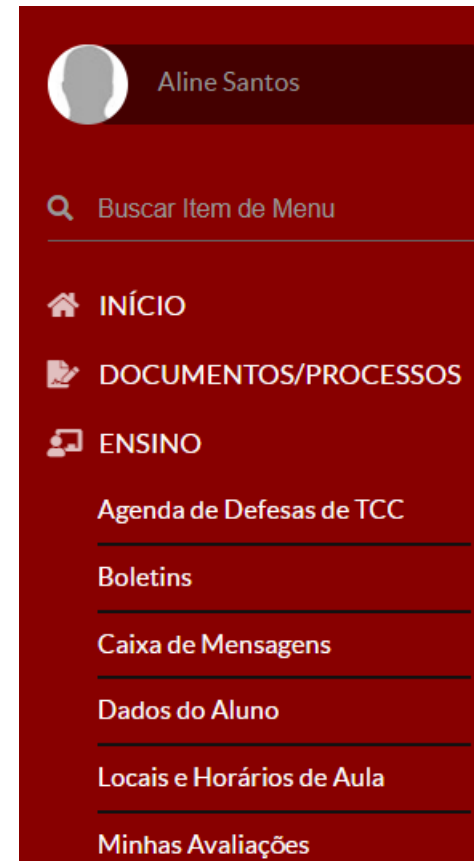 Aline Santos
Buscar Item de Menu
INÍCIO
DOCUMENTOS/PROCESSOS
ENSINO
Agenda de Defesas de TCC
Boletins
Caixa de Mensagens
Dados do Aluno
Locais e Horários de Aula
Minhas Avaliações